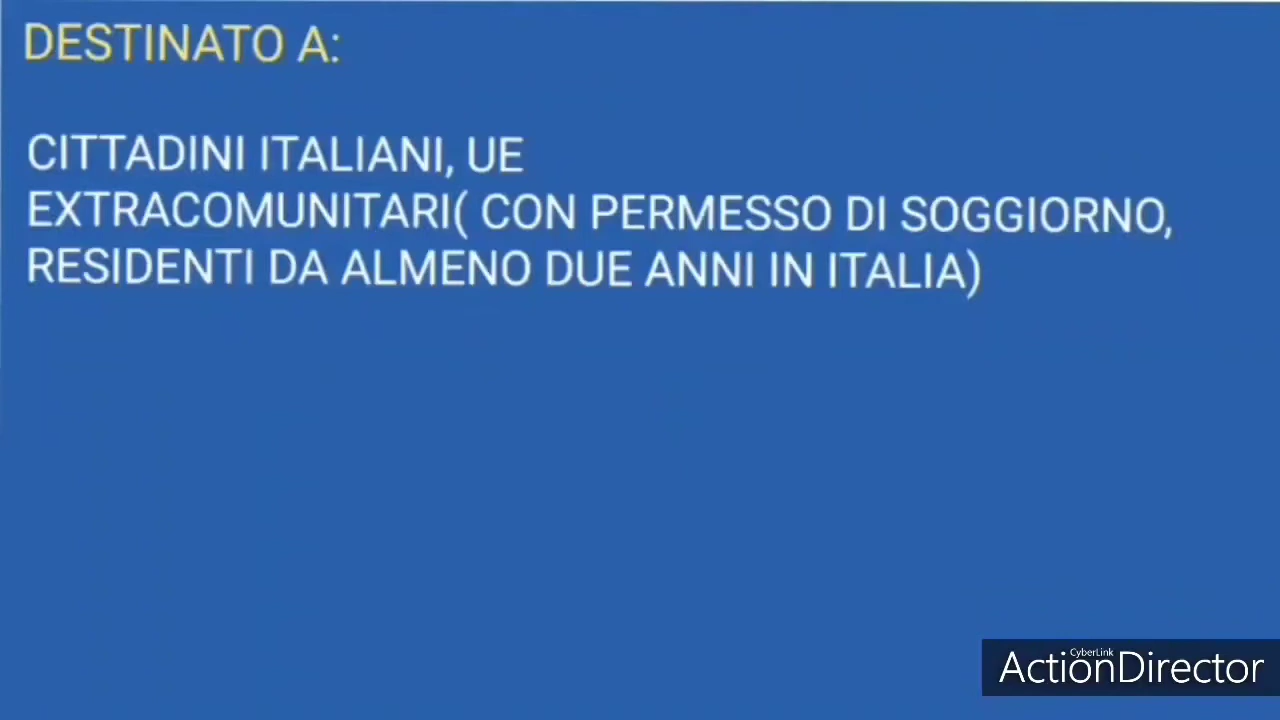 DESTINATO A:
CITTADINI ITALIANI, UE
EXTRACOMUNITARI( CON PERMESSO DI SOGGIORNO,
RESIDENTI DA ALMENO DUE ANNI IN ITALIA)
CyberLink
ActionDirector